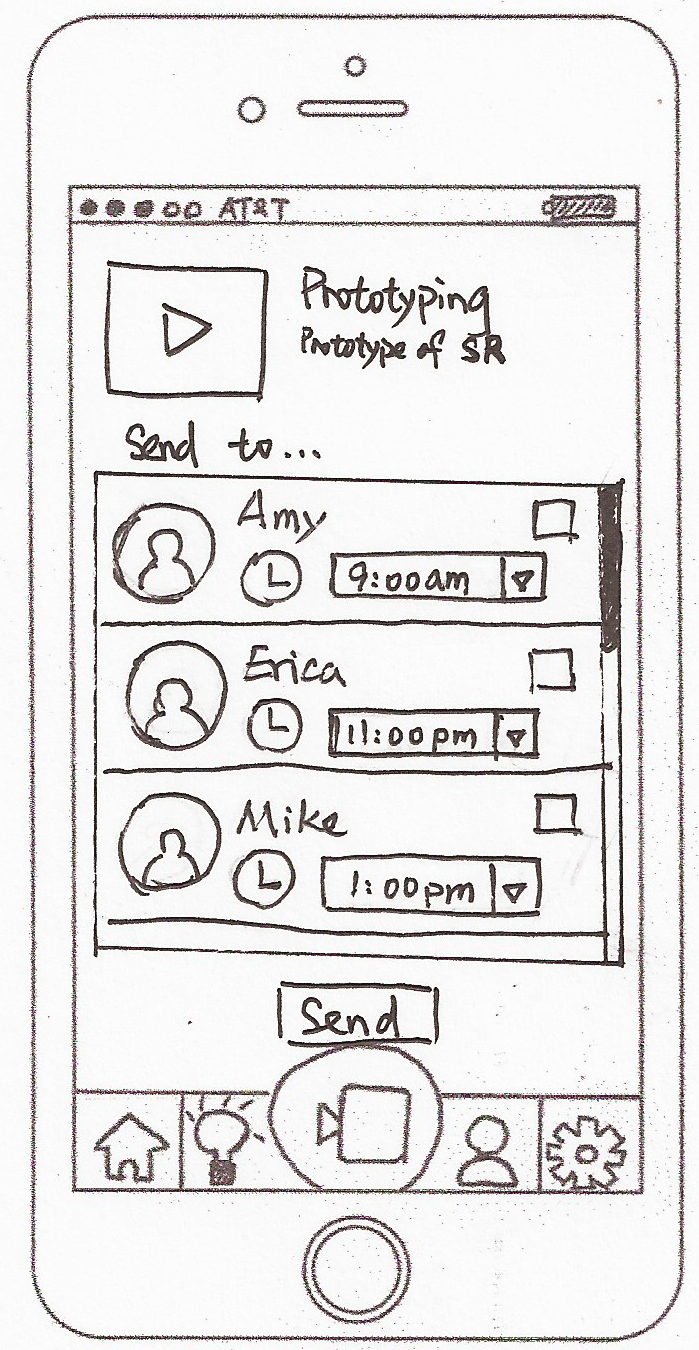 AT&T
Prototyping
Prototype of SR
Send to...
Amy
9:00am
Erica
11:00pm
Mike
1:00pm
Send